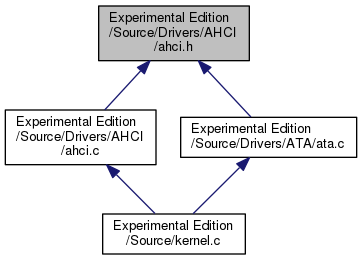 Experimental Edition
/Source/Drivers/AHCI
/ahci.h
Experimental Edition
/Source/Drivers/AHCI
/ahci.c
Experimental Edition
/Source/Drivers/ATA/ata.c
Experimental Edition
/Source/kernel.c